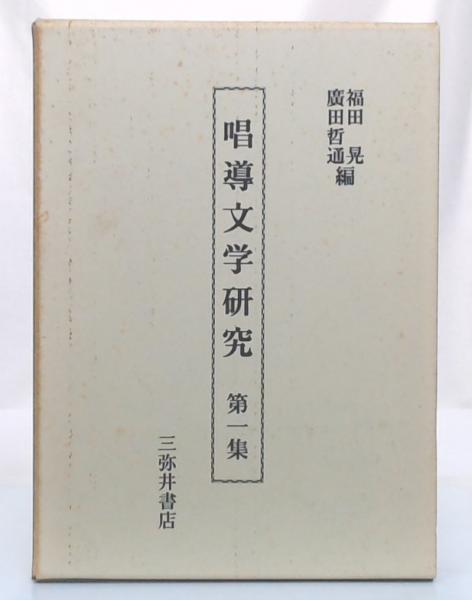 福田 晃
廣田哲通編
唱導文学研究 第一集
三弥井書店